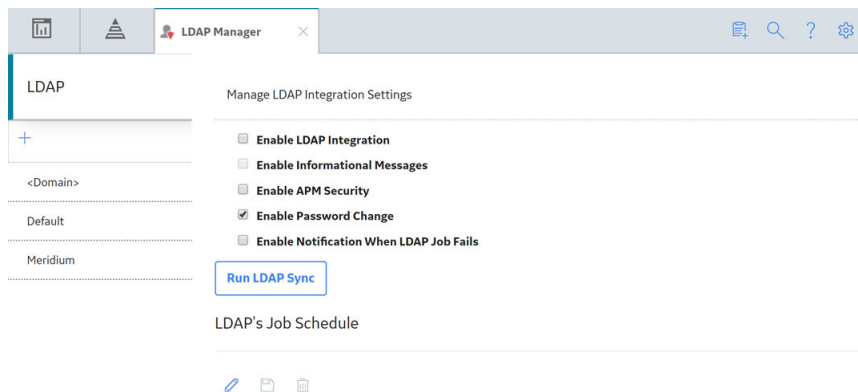 LDAP Manager
LDAP
Manage LDAP Integration Settings
Enable LDAP Integration
Enable Informational Messages
<Domain>
Enable APM Security
Default
Enable Password Change
Enable Notification When LDAP Job Fails
Meridium
Run LDAP Sync
LDAP's Job Schedule